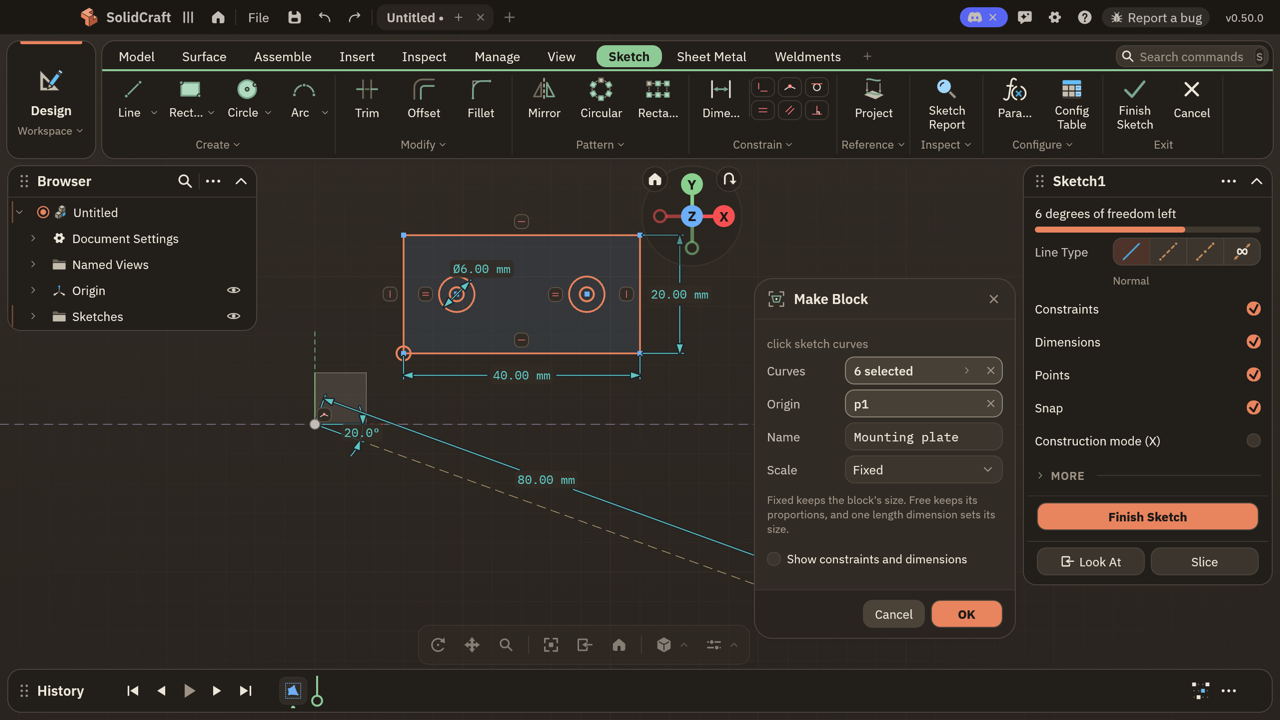 SolidCraft
File
Untitled •
Report a bug
v0.50.0
Design
Workspace
Model
Surface
Assemble
Insert
Inspect
Manage
View
Sketch
Sheet Metal
Weldments
Search commands
S
Line
Rect...
Circle
Arc
Trim
Offset
Fillet
Mirror
Circular
Recta...
Dime...
Project
Sketch
Report
Para...
Config
Table
Finish
Sketch
Cancel
Create
Modify
Pattern
Constrain
Reference
Inspect
Configure
Exit
Browser
Untitled
Document Settings
Named Views
Origin
Sketches
Y
Z
X
Ø6.00 mm
20.00 mm
40.00 mm
20.0°
80.00 mm
Make Block
click sketch curves
Curves
6 selected
Origin
p1
Name
Mounting plate
Scale
Fixed
Fixed keeps the block's size. Free keeps its
proportions, and one length dimension sets its
size.
Show constraints and dimensions
Cancel
OK
Sketch1
6 degrees of freedom left
Line Type
Normal
Constraints
Dimensions
Points
Snap
Construction mode (X)
MORE
Finish Sketch
Look At
Slice
History